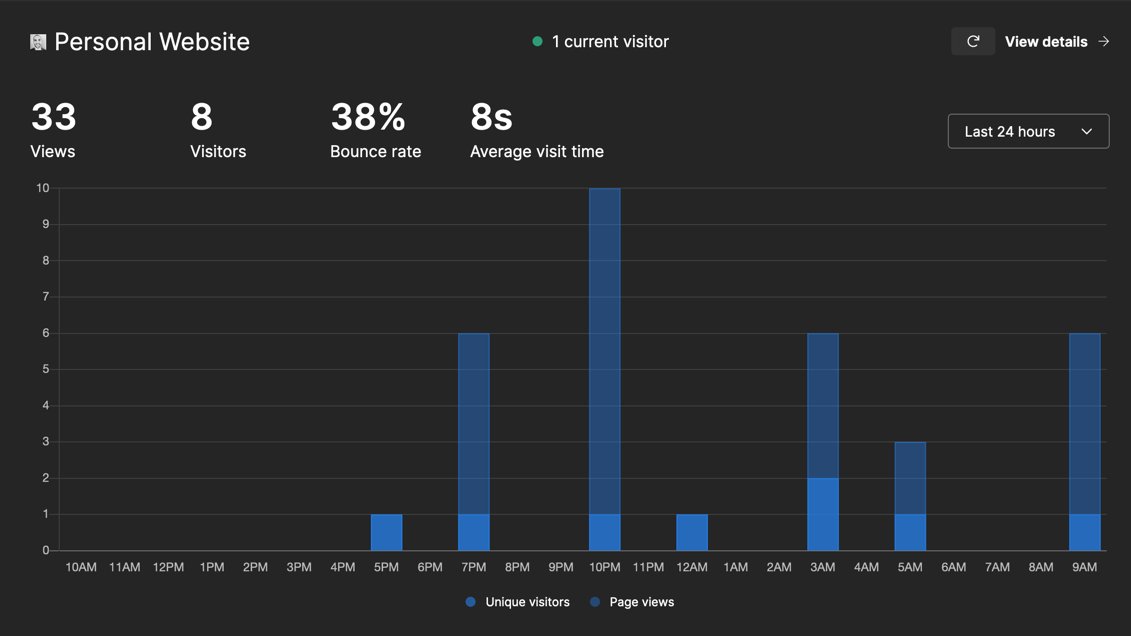 Personal Website
1 current visitor
View details
33
8
38%
8s
Views
Visitors
Bounce rate
Average visit time
Last 24 hours
10
9
8
7
6
5
4
3
2
1
0
10AM 11AM 12PM 1PM 2PM 3PM 4PM 5PM 6PM 7PM 8PM 9PM 10PM 11PM 12AM 1AM 2AM 3AM 4AM 5AM 6AM 7AM 8AM 9AM
Unique visitors Page views